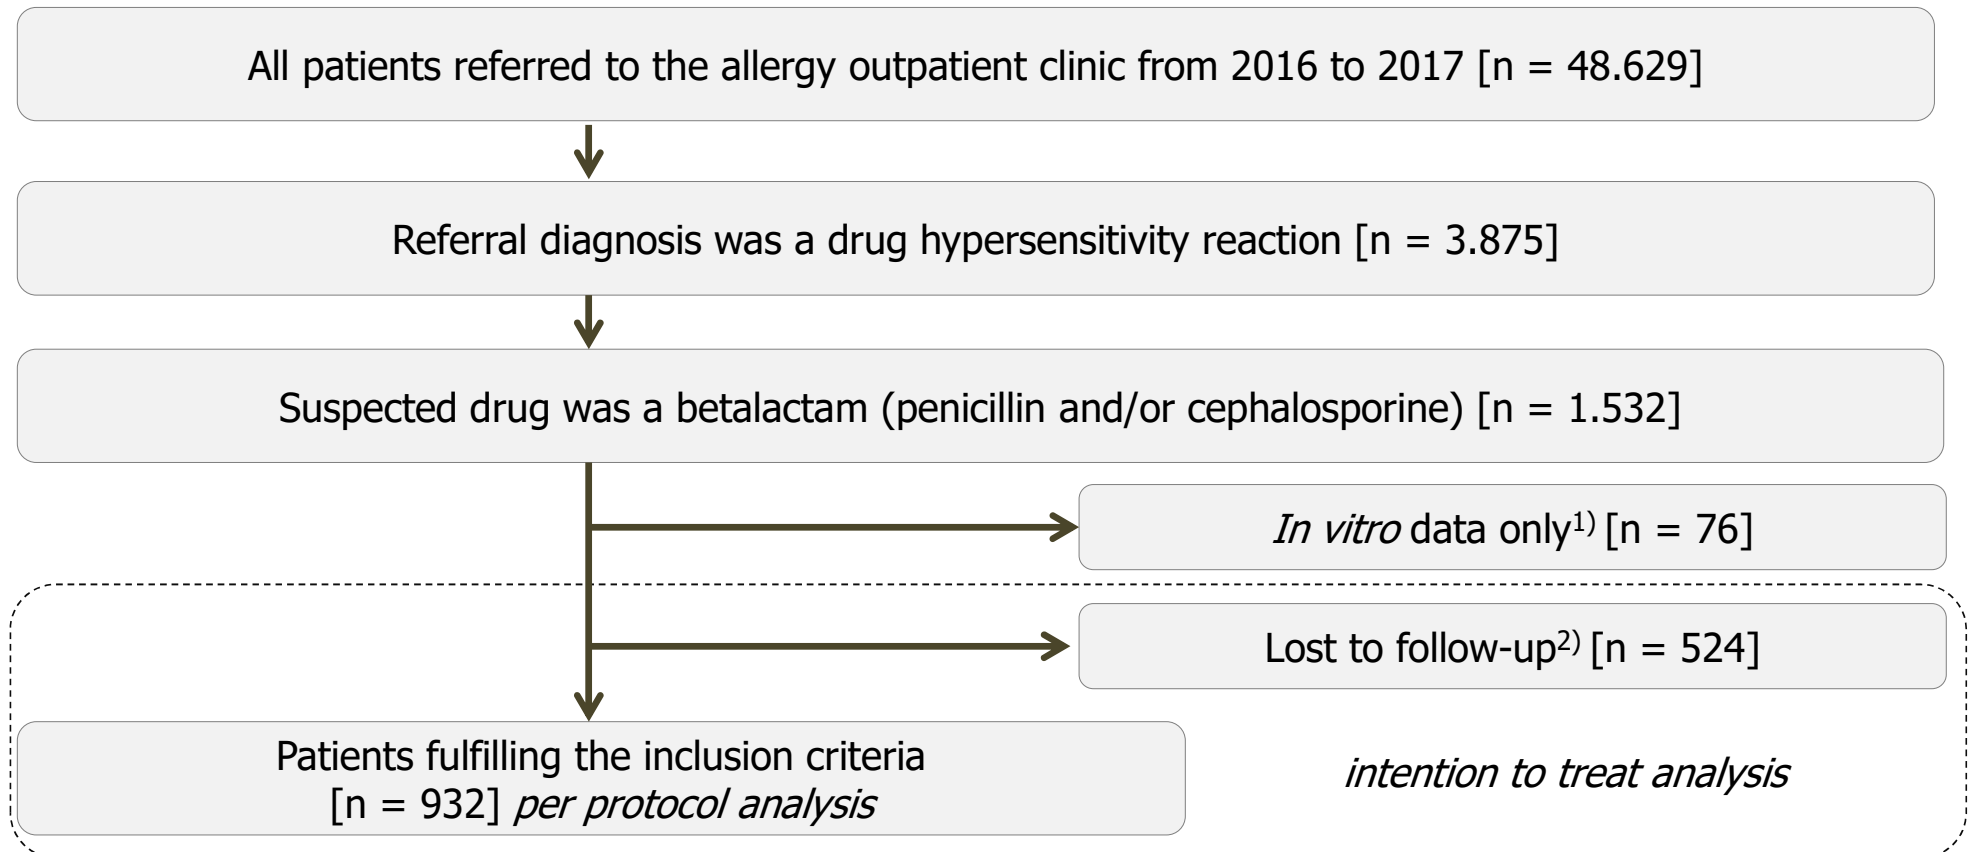 All patients referred to the allergy outpatient clinic from 2016 to 2017 [n = 48.629]
Referral diagnosis was a drug hypersensitivity reaction [n = 3.875]
Suspected drug was a betalactam (penicillin and/or cephalosporine) [n = 1.532]
In vitro data only1) [n = 76]
Lost to follow-up2) [n = 524]
Patients fulfilling the inclusion criteria
[n = 932] per protocol analysis
intention to treat analysis